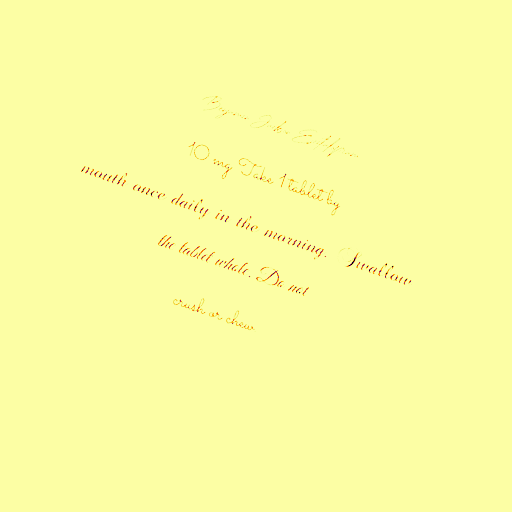 10 mg Take 1 tablet by
mouth once daily in the morning. Swallow
the tablet whole. Do not
crush or chew